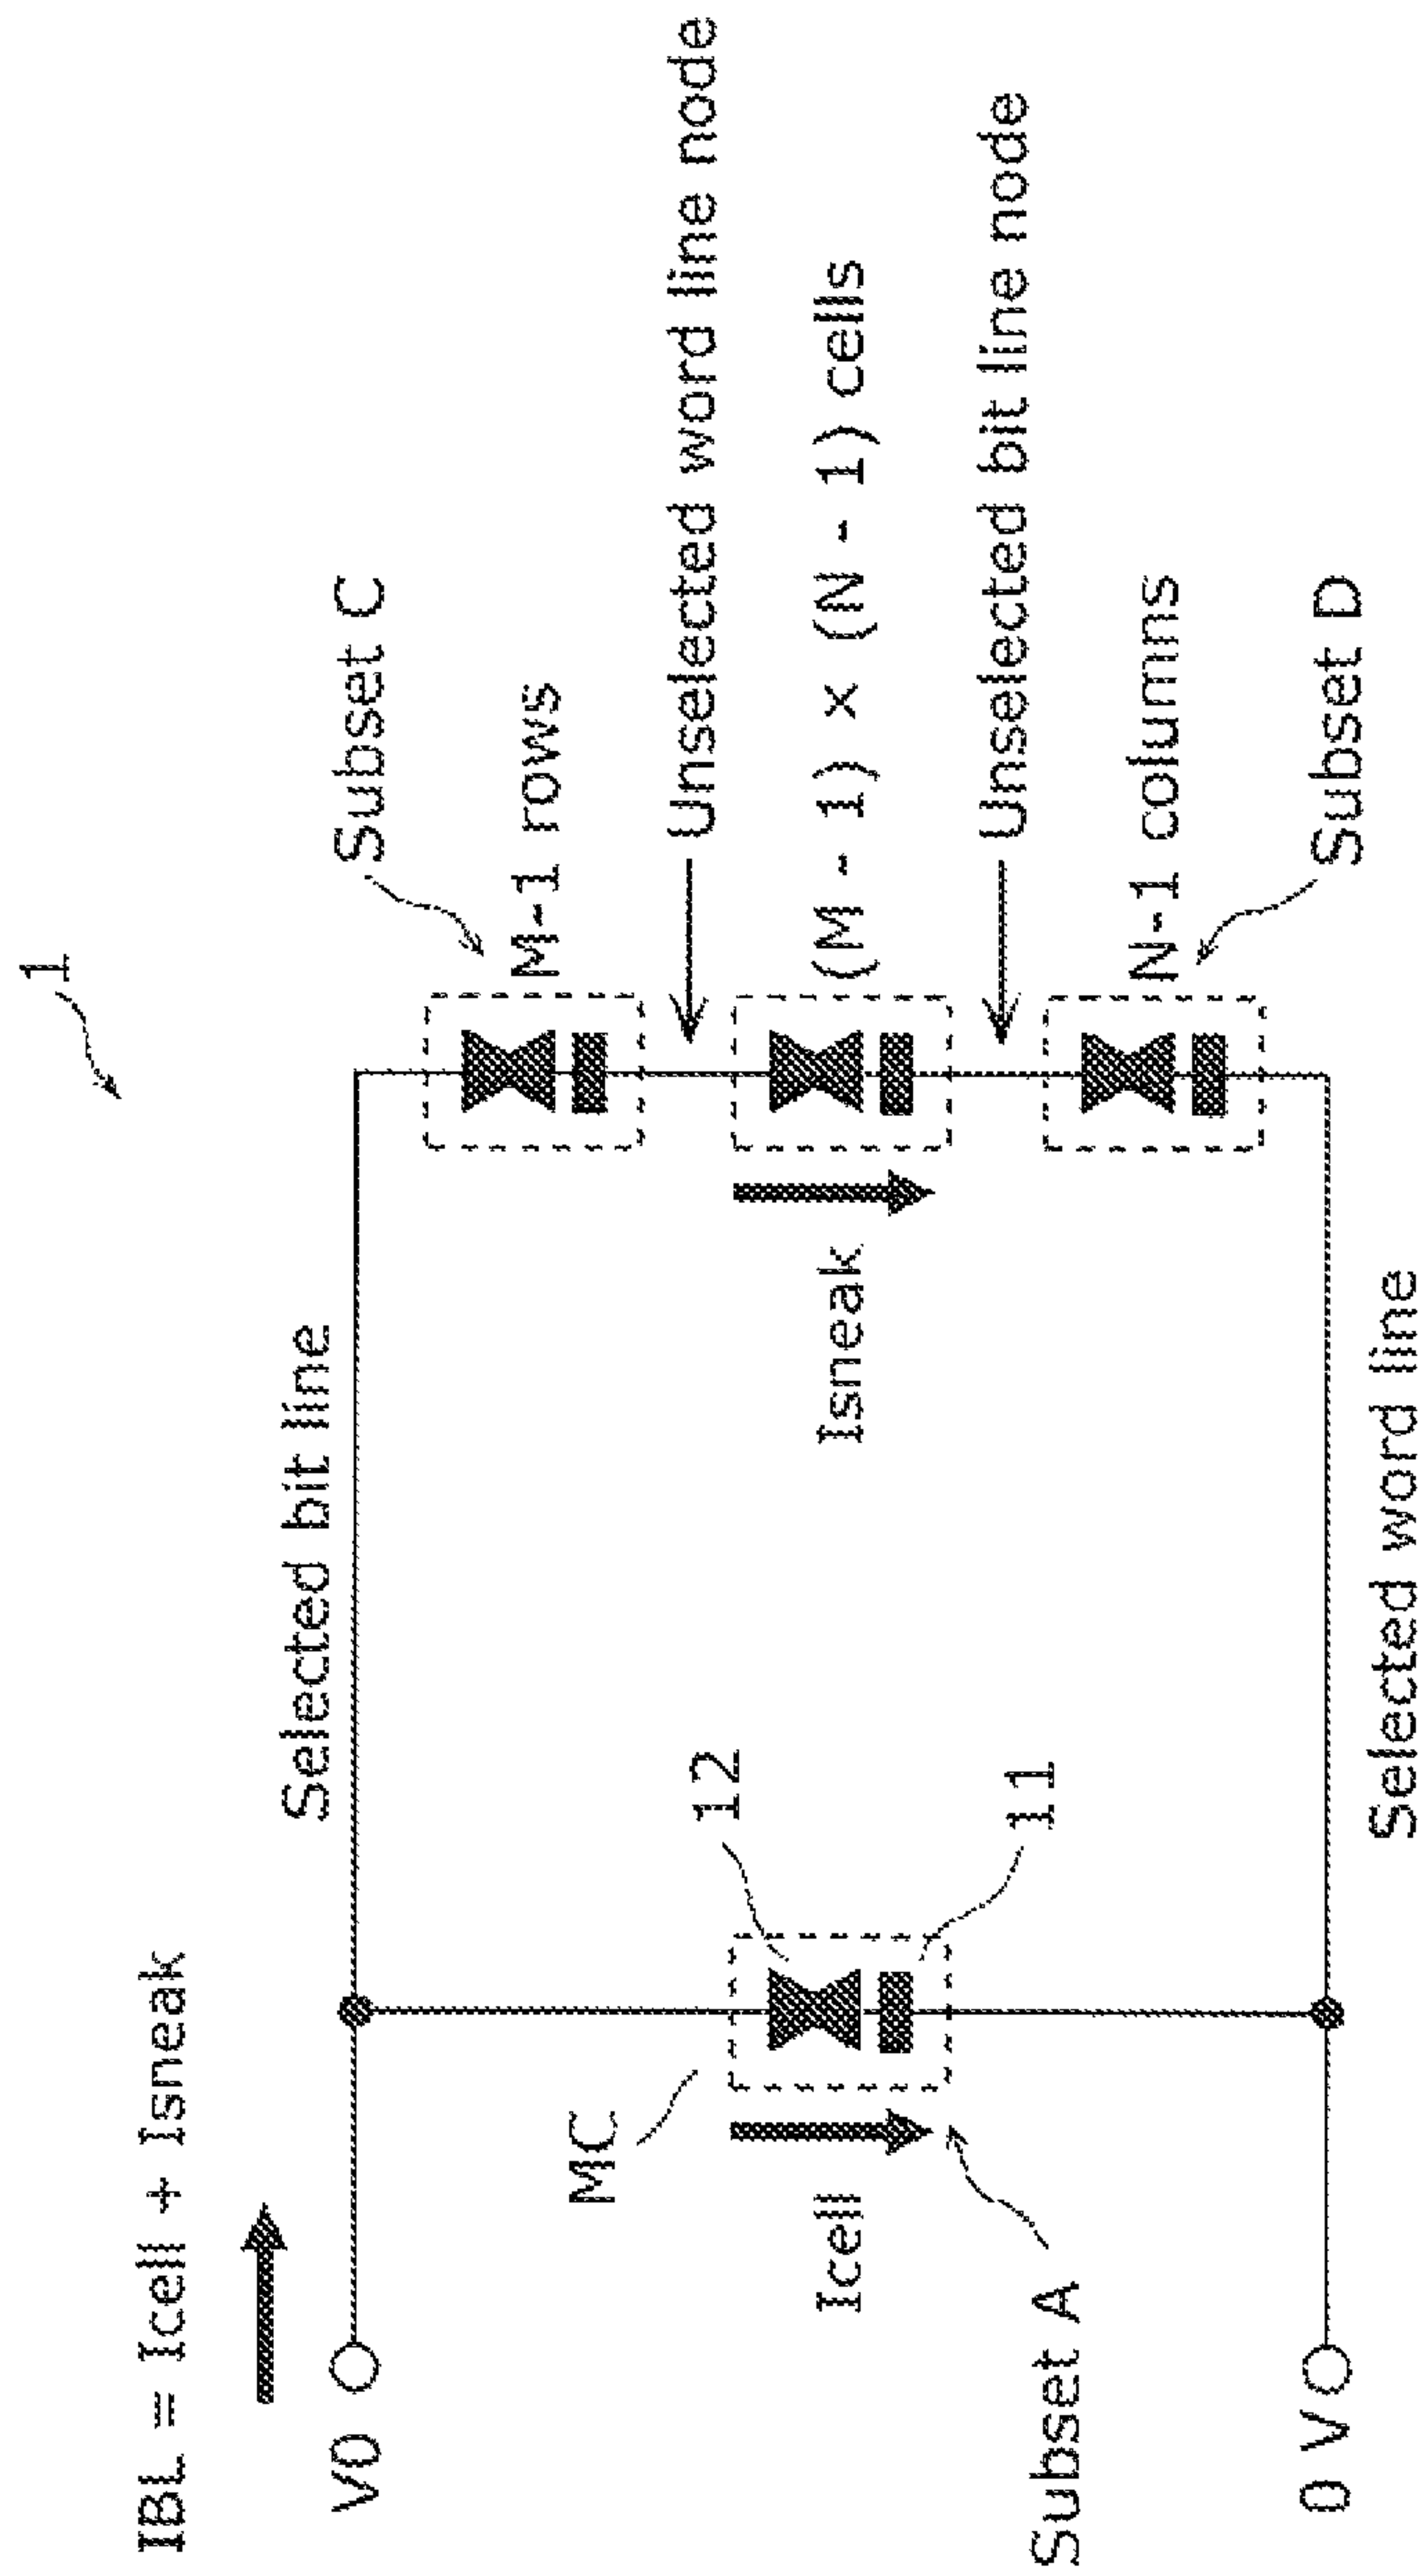 1
IBL = Icell + Isneak
V0
Selected bit line
Subset C
M-1 rows
Unselected word line node
MC
12
Icell
Isneak
(M - 1) × (N - 1) cells
11
Unselected bit line node
Subset A
N-1 columns
0 V
Selected word line
Subset D